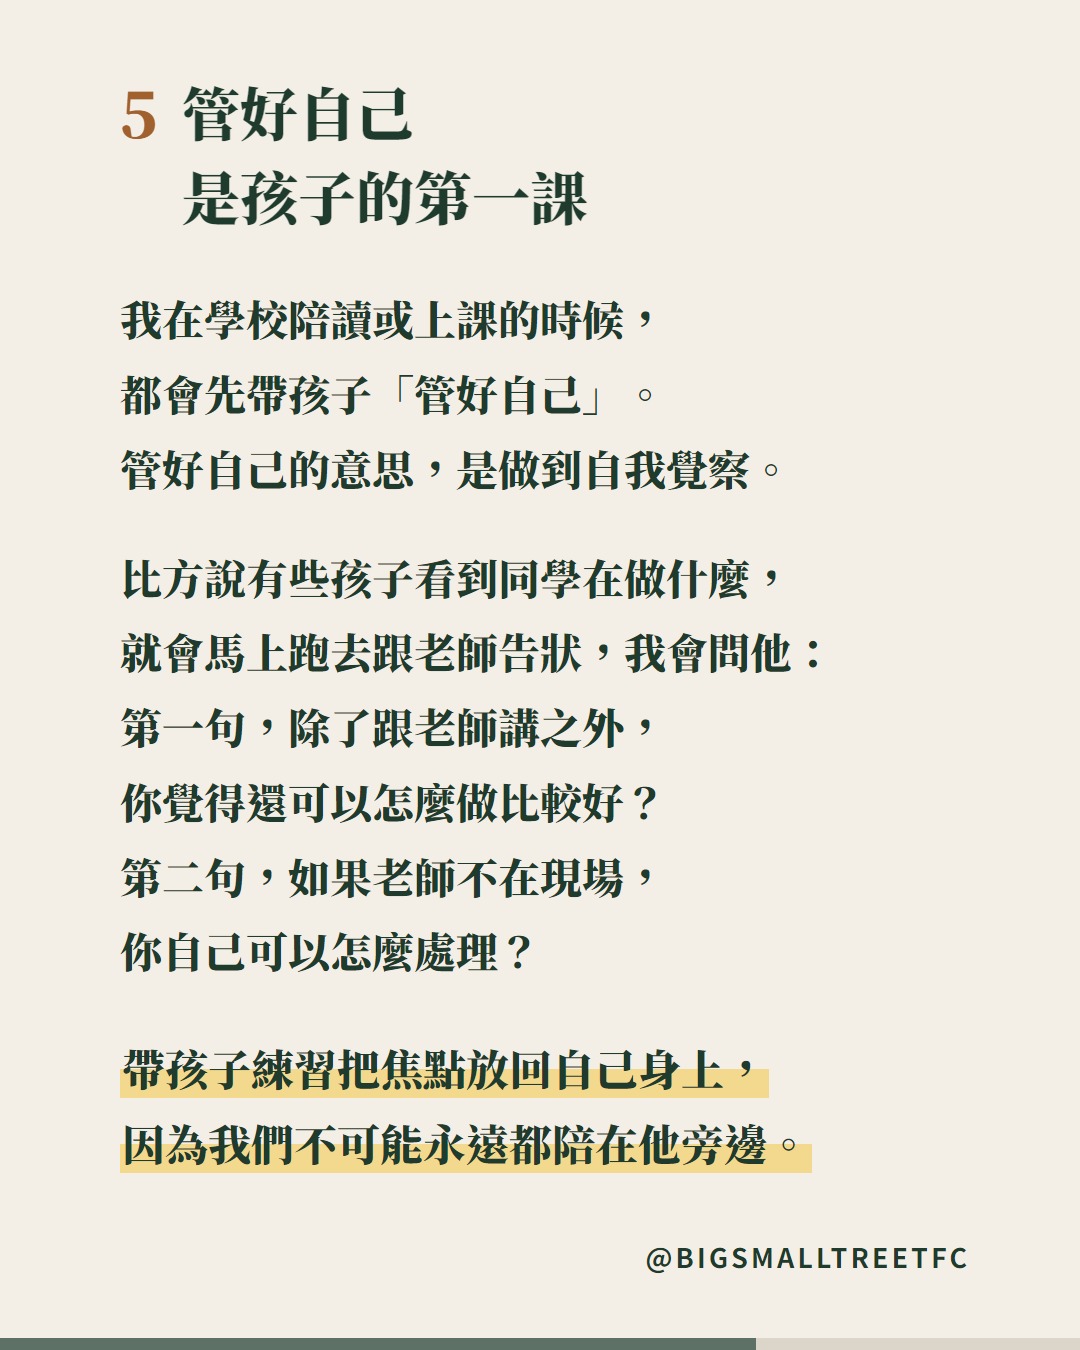 5 管好自己
是孩子的第一課
我在學校陪讀或上課的時候，
都會先帶孩子「管好自己」。
管好自己的意思，是做到自我覺察。
比方說有些孩子看到同學在做什麼，
就會馬上跑去跟老師告狀，我會問他：
第一句，除了跟老師講之外，
你覺得還可以怎麼做比較好？
第二句，如果老師不在現場，
你自己可以怎麼處理？
帶孩子練習把焦點放回自己身上，
因為我們不可能永遠都陪在他旁邊。
@BIGSMALLTREETFC